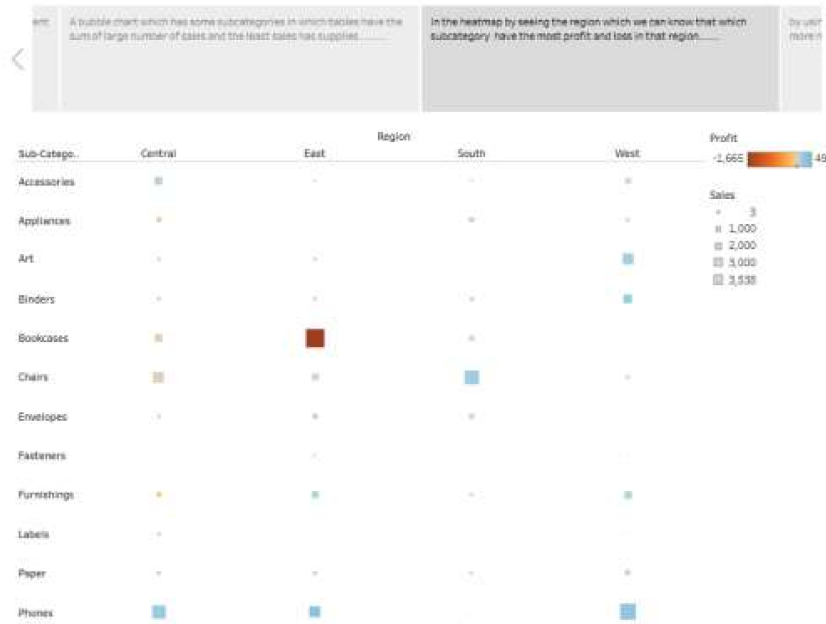 ent
A bubble chart which has some subcategories in which tables have the
sum of large number of sales and the least sales has supplies
In the heatmap by seeing the region which we can know that which
subcategory have the most profit and loss in that region
Region
Sub-Catego..
Central
East
South
West
Accessories
Appliances
Art
Binders
Bookcases
Chairs
Envelopes
Fasteners
Furnishings
Labels
Paper
Phones
Profit
-1,665
Sales
3
1,000
2,000
3,000
3,538